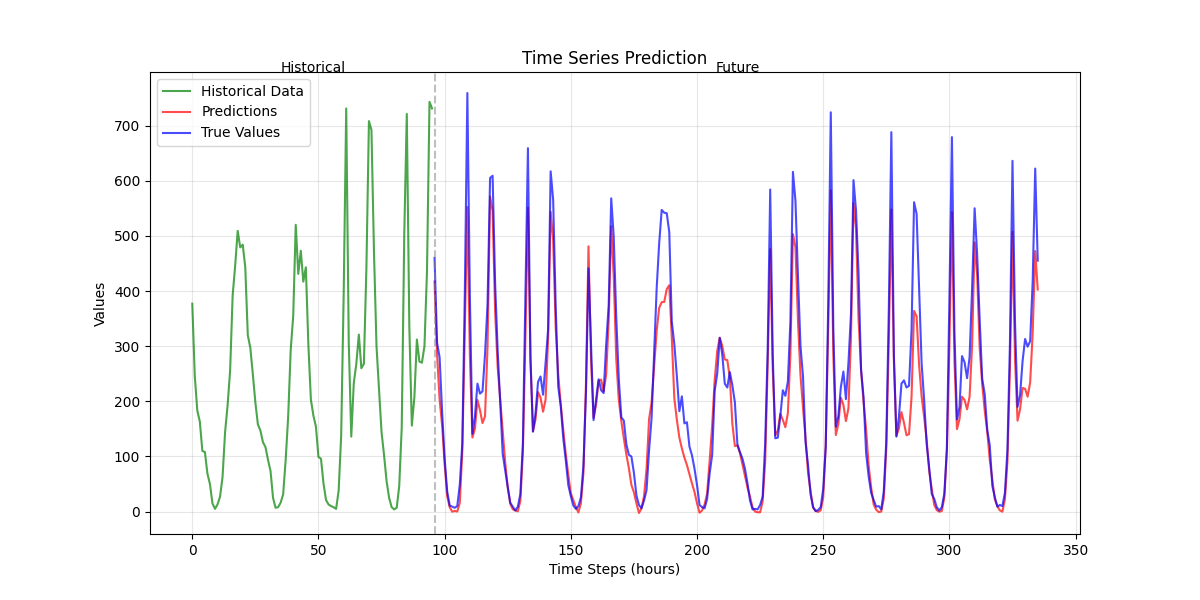 Time Series Prediction
Historical
Future
Historical Data
Predictions
True Values
Values
700
600
500
400
300
200
100
0
0
50
100
150
200
250
300
350
Time Steps (hours)